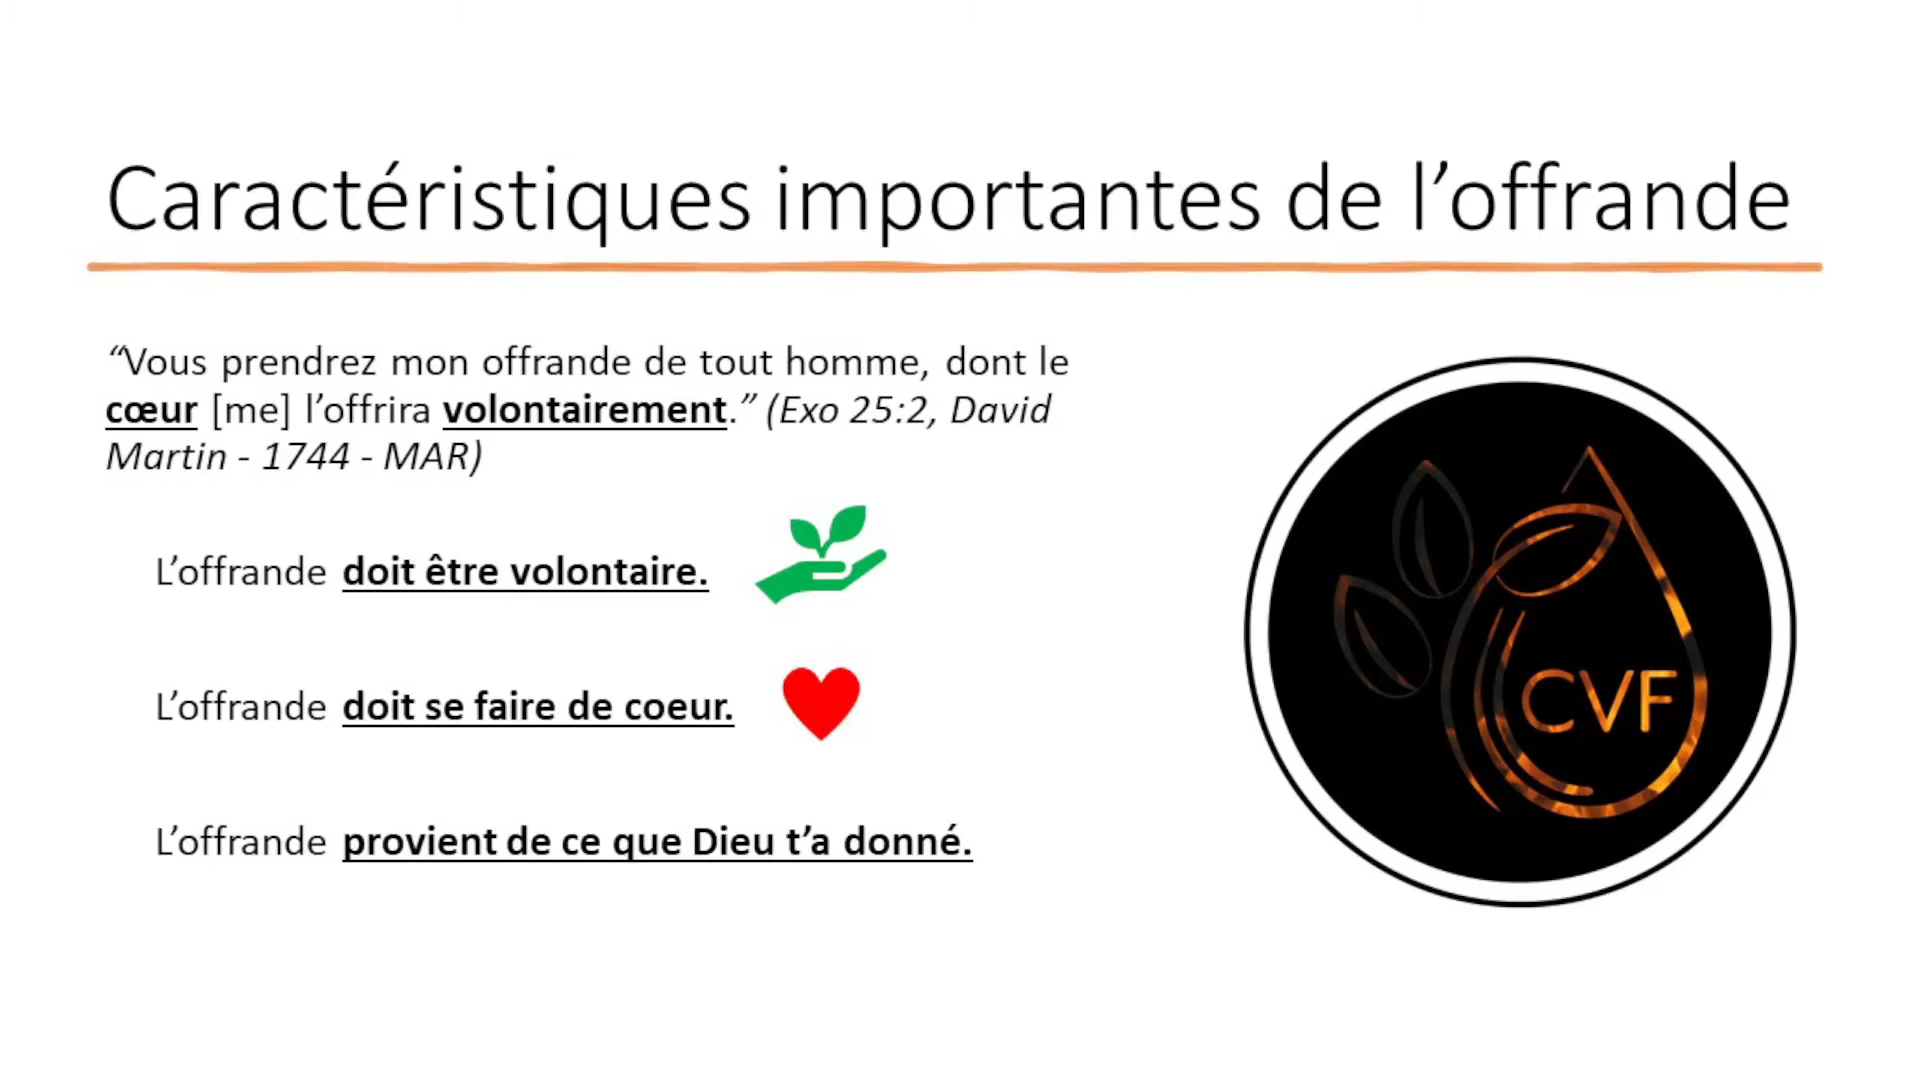 Caractéristiques importantes de l’offrande
“Vous prendrez mon offrande de tout homme, dont le
cœur [me] l’offrira volontairement.” (Exo 25:2, David
Martin - 1744 - MAR)
L’offrande doit être volontaire.
L’offrande doit se faire de coeur.
L’offrande provient de ce que Dieu t’a donné.
CVF